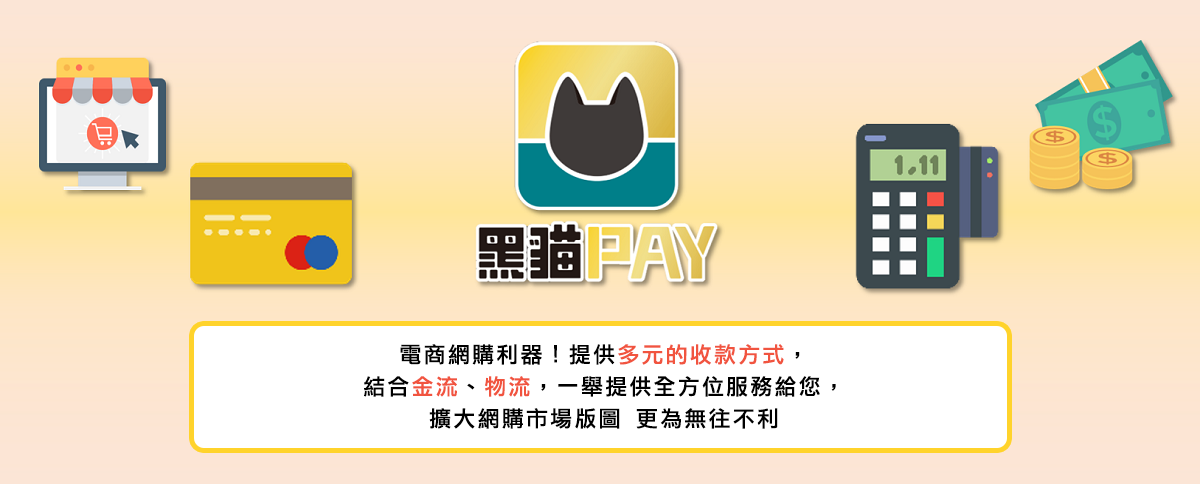 1,11
黑貓PAY
電商網購利器！提供多元的收款方式，
結合金流、物流，一舉提供全方位服務給您，
擴大網購市場版圖 更為無往不利